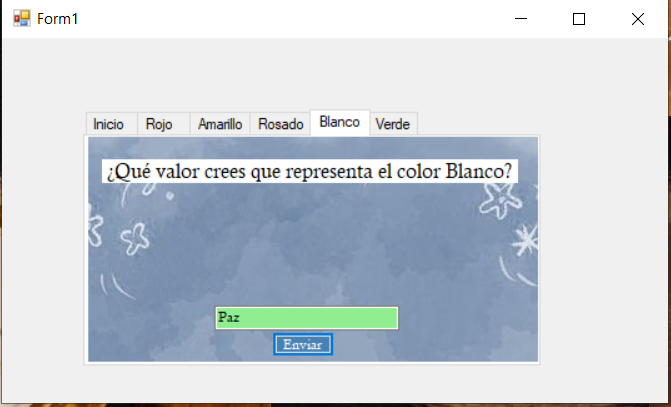 Form1
Inicio Rojo Amarillo Rosado Blanco Verde
¿Qué valor crees que representa el color Blanco?
Paz
Enviar